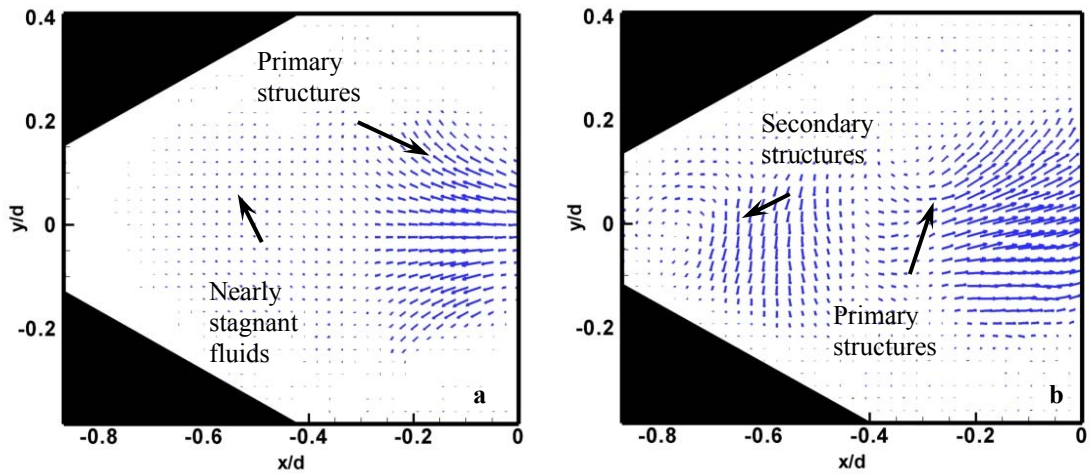 0.4
0.2
0
-0.2
y/d
-0.8
-0.6
-0.4
-0.2
0
x/d
Primary
structures
Nearly
stagnant
fluids
a
0.4
0.2
0
-0.2
y/d
-0.8
-0.6
-0.4
-0.2
0
x/d
Secondary
structures
Primary
structures
b